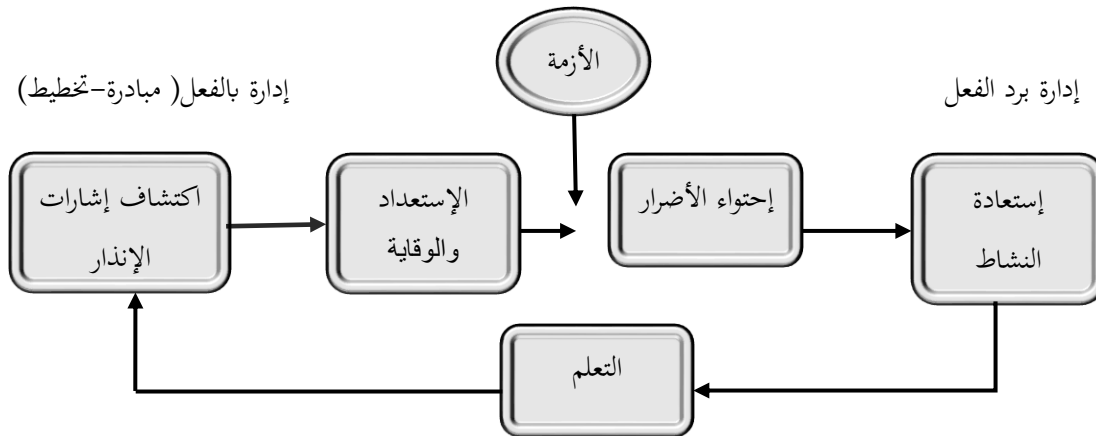 الأزمة
إدارة برد الفعل
إدارة بالفعل( مبادرة-تخطيط)
اكتشاف إشارات
الإنذار
الإستعداد
والوقاية
إحتواء الأضرار
إستعادة
النشاط
التعلم